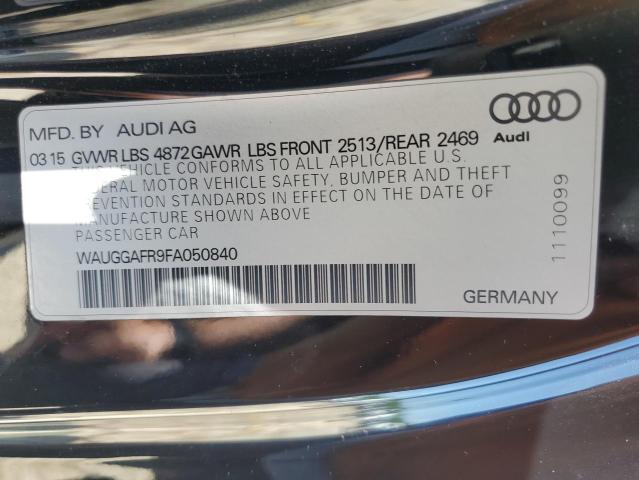 MFD. BY AUDI AG
Audi
03 15 GVWR LBS 4872 GAWR LBS FRONT 2513/REAR 2469
THIS VEHICLE CONFORMS TO ALL APPLICABLE U.S.
FEDERAL MOTOR VEHICLE SAFETY, BUMPER AND THEFT
PREVENTION STANDARDS IN EFFECT ON THE DATE OF
MANUFACTURE SHOWN ABOVE
PASSENGER CAR
WAUGGAFR9FA050840
GERMANY
1110099